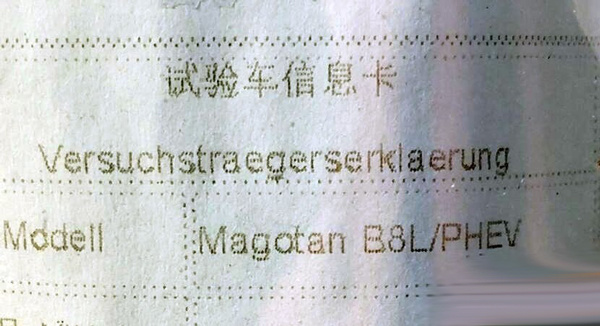 试验车信息卡
Versuchstraegerserklaerung
Modell Magotan B8L/PHEV